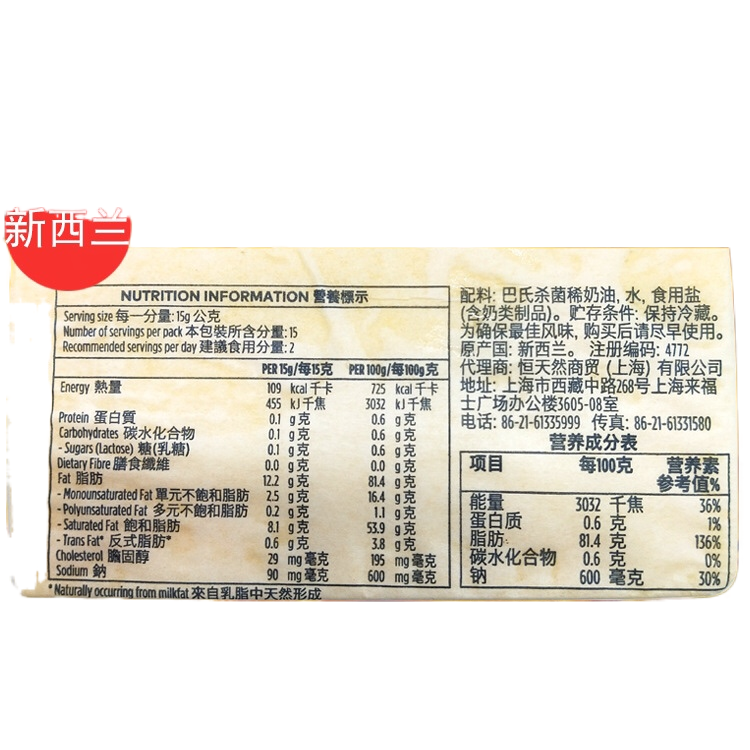 新西兰
NUTRITION INFORMATION 營養標示
Serving size 每一分量: 15g 公克
Number of servings per pack 本包裝所含分量: 15
Recommended servings per day 建議食用分量: 2
PER 15g/每15克 PER 100g/每100g克
Energy 熱量 109 kcal 千卡 725 kcal 千卡
455 kJ 千焦 3032 kJ 千焦
Protein 蛋白質 0.1 g 克 0.6 g 克
Carbohydrates 碳水化合物 0.1 g 克 0.6 g 克
- Sugars (Lactose) 糖(乳糖) 0.1 g 克 0.6 g 克
Dietary Fibre 膳食纖維 0.0 g 克 0.0 g 克
Fat 脂肪 12.2 g 克 81.4 g 克
- Monounsaturated Fat 單元不飽和脂肪 2.5 g 克 16.4 g 克
- Polyunsaturated Fat 多元不飽和脂肪 0.2 g 克 1.1 g 克
- Saturated Fat 飽和脂肪 8.1 g 克 53.9 g 克
- Trans Fat* 反式脂肪* 0.6 g 克 3.8 g 克
Cholesterol 膽固醇 29 mg 毫克 195 mg 毫克
Sodium 鈉 90 mg 毫克 600 mg 毫克
* Naturally occurring from milkfat 來自乳脂中天然形成
配料: 巴氏杀菌稀奶油, 水, 食用盐
(含奶类制品)。贮存条件: 保持冷藏。
为确保最佳风味, 购买后请尽早使用。
原产国: 新西兰。 注册编码: 4772
代理商: 恒天然商贸 (上海) 有限公司
地址: 上海市西藏中路268号上海来福
士广场办公楼3605-08室
电话: 86-21-61335999 传真: 86-21-61331580
营养成分表
项目 每100克 营养素
参考值%
能量 3032 千焦 36%
蛋白质 0.6 克 1%
脂肪 81.4 克 136%
碳水化合物 0.6 克 0%
钠 600 毫克 30%